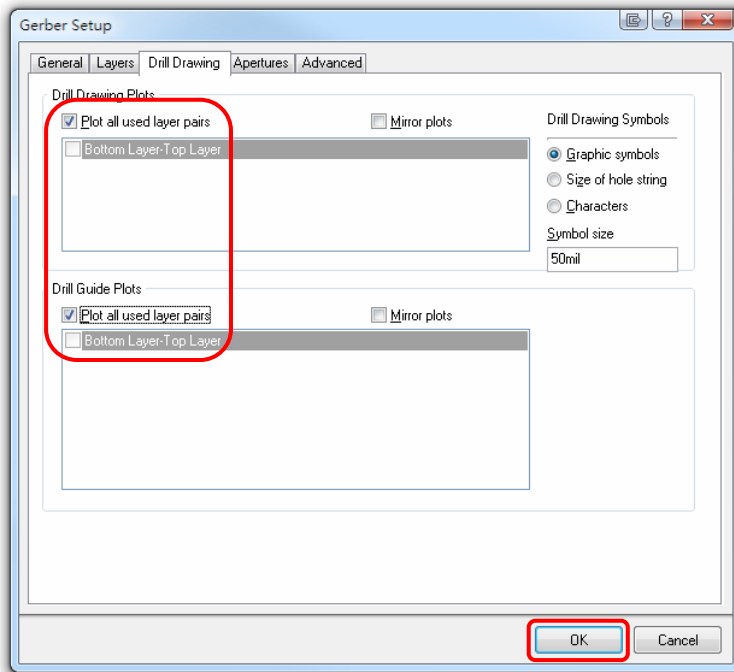 Gerber Setup
General Layers Drill Drawing Apertures Advanced
Drill Drawing Plots
Plot all used layer pairs
Mirror plots
Bottom Layer-Top Layer
Drill Drawing Symbols
Graphic symbols
Size of hole string
Characters
Symbol size
50mil
Drill Guide Plots
Plot all used layer pairs
Mirror plots
Bottom Layer-Top Layer
OK Cancel